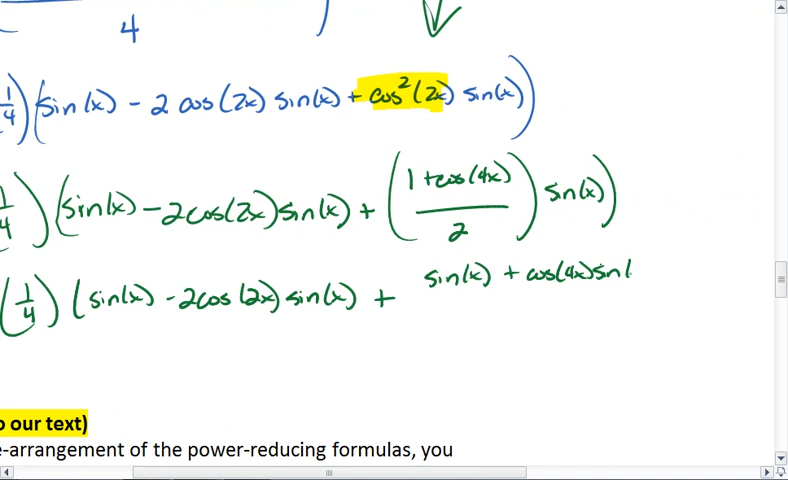 4
1/4) (sin(x) - 2 cos(2x) sin(x) + cos²(2x) sin(x))
1/4) (sin(x) - 2cos(2x)sin(x) + ((1+cos(4x))/2) sin(x))
(1/4) (sin(x) - 2cos(2x) sin(x) + sin(x) + cos(4x)sin(
o our text)
e-arrangement of the power-reducing formulas, you